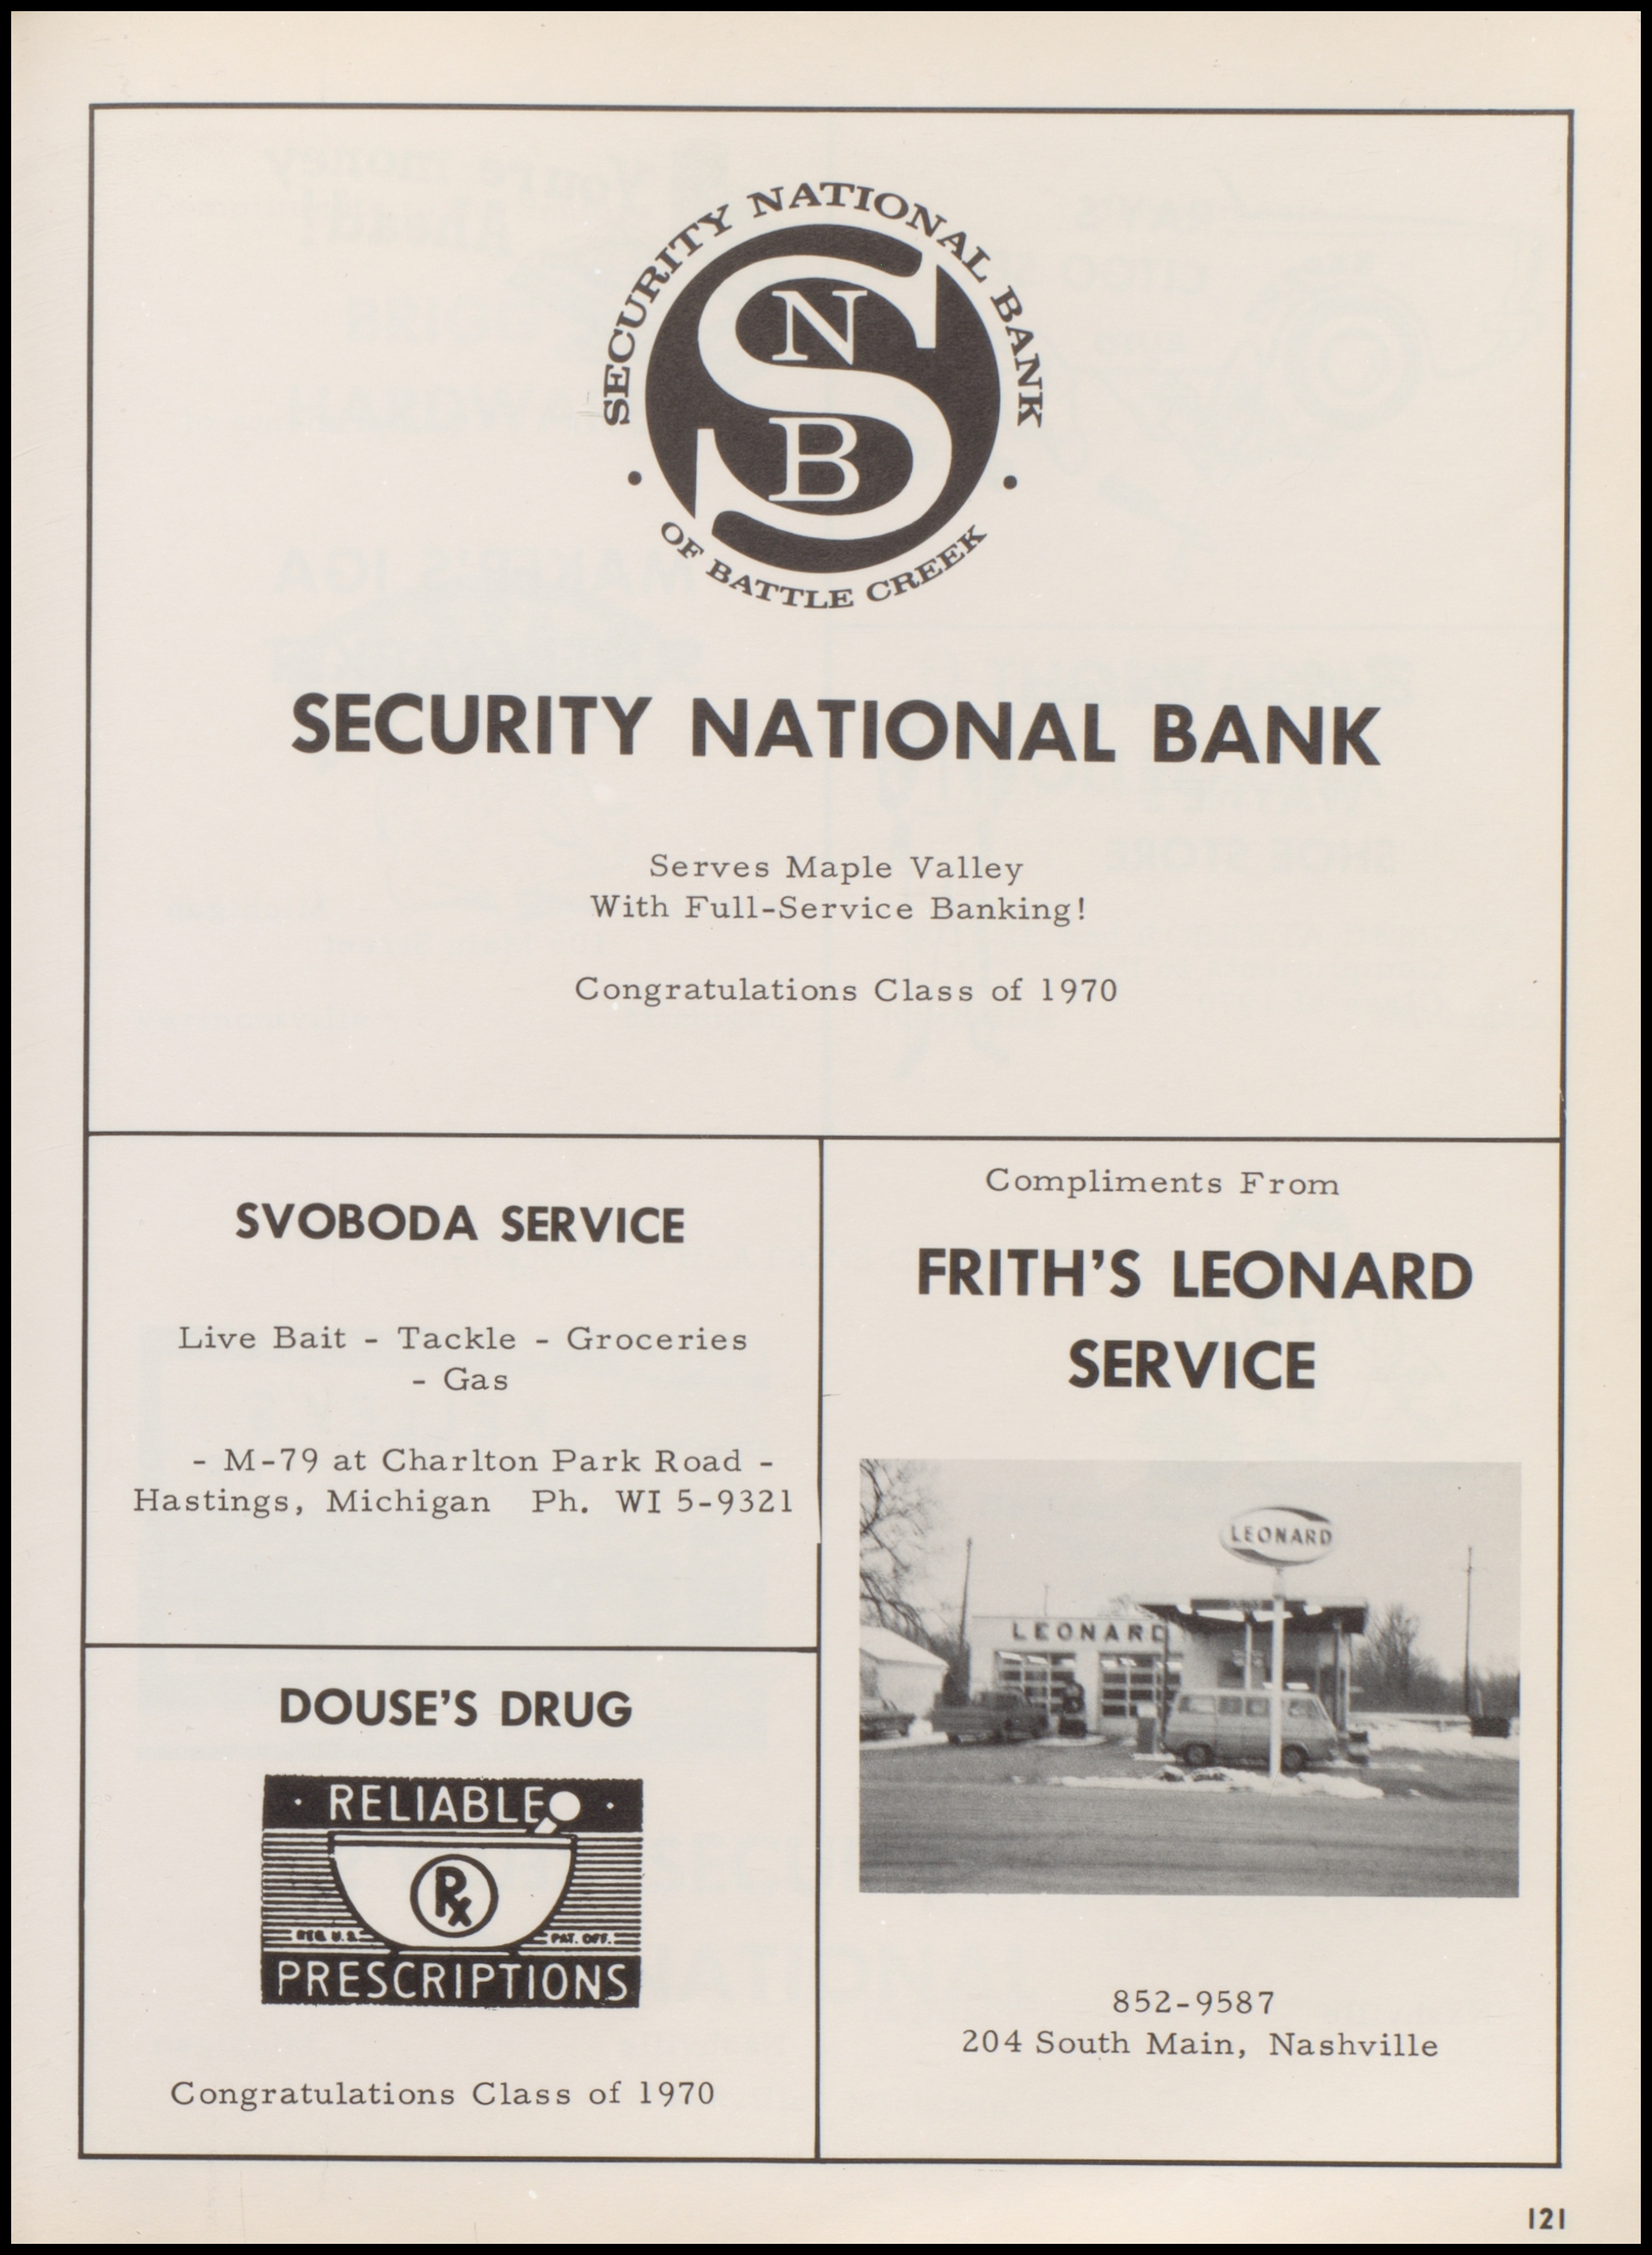 SECURITY NATIONAL BANK
N
S
B
OF BATTLE CREEK
SECURITY NATIONAL BANK
Serves Maple Valley
With Full-Service Banking!
Congratulations Class of 1970
SVOBODA SERVICE
Live Bait - Tackle - Groceries
- Gas
- M-79 at Charlton Park Road -
Hastings, Michigan Ph. WI 5-9321
DOUSE'S DRUG
· RELIABLE ·
Rx
REG. U.S. PAT. OFF.
PRESCRIPTIONS
Congratulations Class of 1970
Compliments From
FRITH'S LEONARD
SERVICE
LEONARD
LEONARD
852-9587
204 South Main, Nashville
121